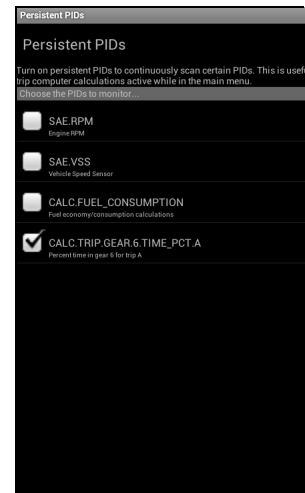 Persistent PIDs
Persistent PIDs
Turn on persistent PIDs to continuously scan certain PIDs. This is usef
trip computer calculations active while in the main menu.
Choose the PIDs to monitor...
SAE.RPM
Engine RPM
SAE.VSS
Vehicle Speed Sensor
CALC.FUEL_CONSUMPTION
Fuel economy/consumption calculations
CALC.TRIP.GEAR.6.TIME_PCT.A
Percent time in gear 6 for trip A